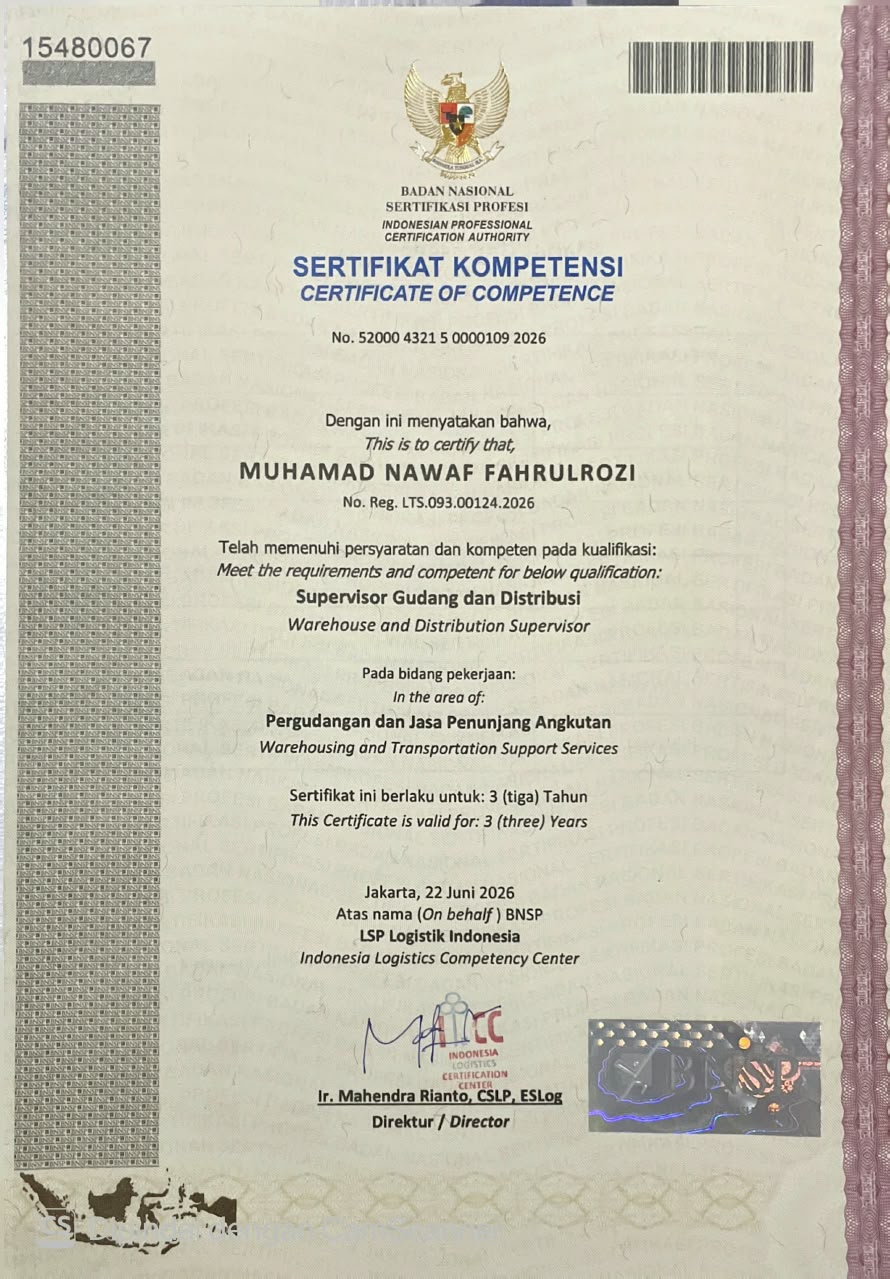 15480067
BADAN NASIONAL
SERTIFIKASI PROFESI
INDONESIAN PROFESSIONAL
CERTIFICATION AUTHORITY
SERTIFIKAT KOMPETENSI
CERTIFICATE OF COMPETENCE
No. 52000 4321 5 0000109 2026
Dengan ini menyatakan bahwa,
This is to certify that,
MUHAMAD NAWAF FAHRULROZI
No. Reg. LTS.093.00124.2026
Telah memenuhi persyaratan dan kompeten pada kualifikasi:
Meet the requirements and competent for below qualification:
Supervisor Gudang dan Distribusi
Warehouse and Distribution Supervisor
Pada bidang pekerjaan:
In the area of:
Pergudangan dan Jasa Penunjang Angkutan
Warehousing and Transportation Support Services
Sertifikat ini berlaku untuk: 3 (tiga) Tahun
This Certificate is valid for: 3 (three) Years
Jakarta, 22 Juni 2026
Atas nama (On behalf ) BNSP
LSP Logistik Indonesia
Indonesia Logistics Competency Center
INDONESIA
LOGISTICS
CERTIFICATION
CENTER
Ir. Mahendra Rianto, CSLP, ESLog
Direktur / Director
CS